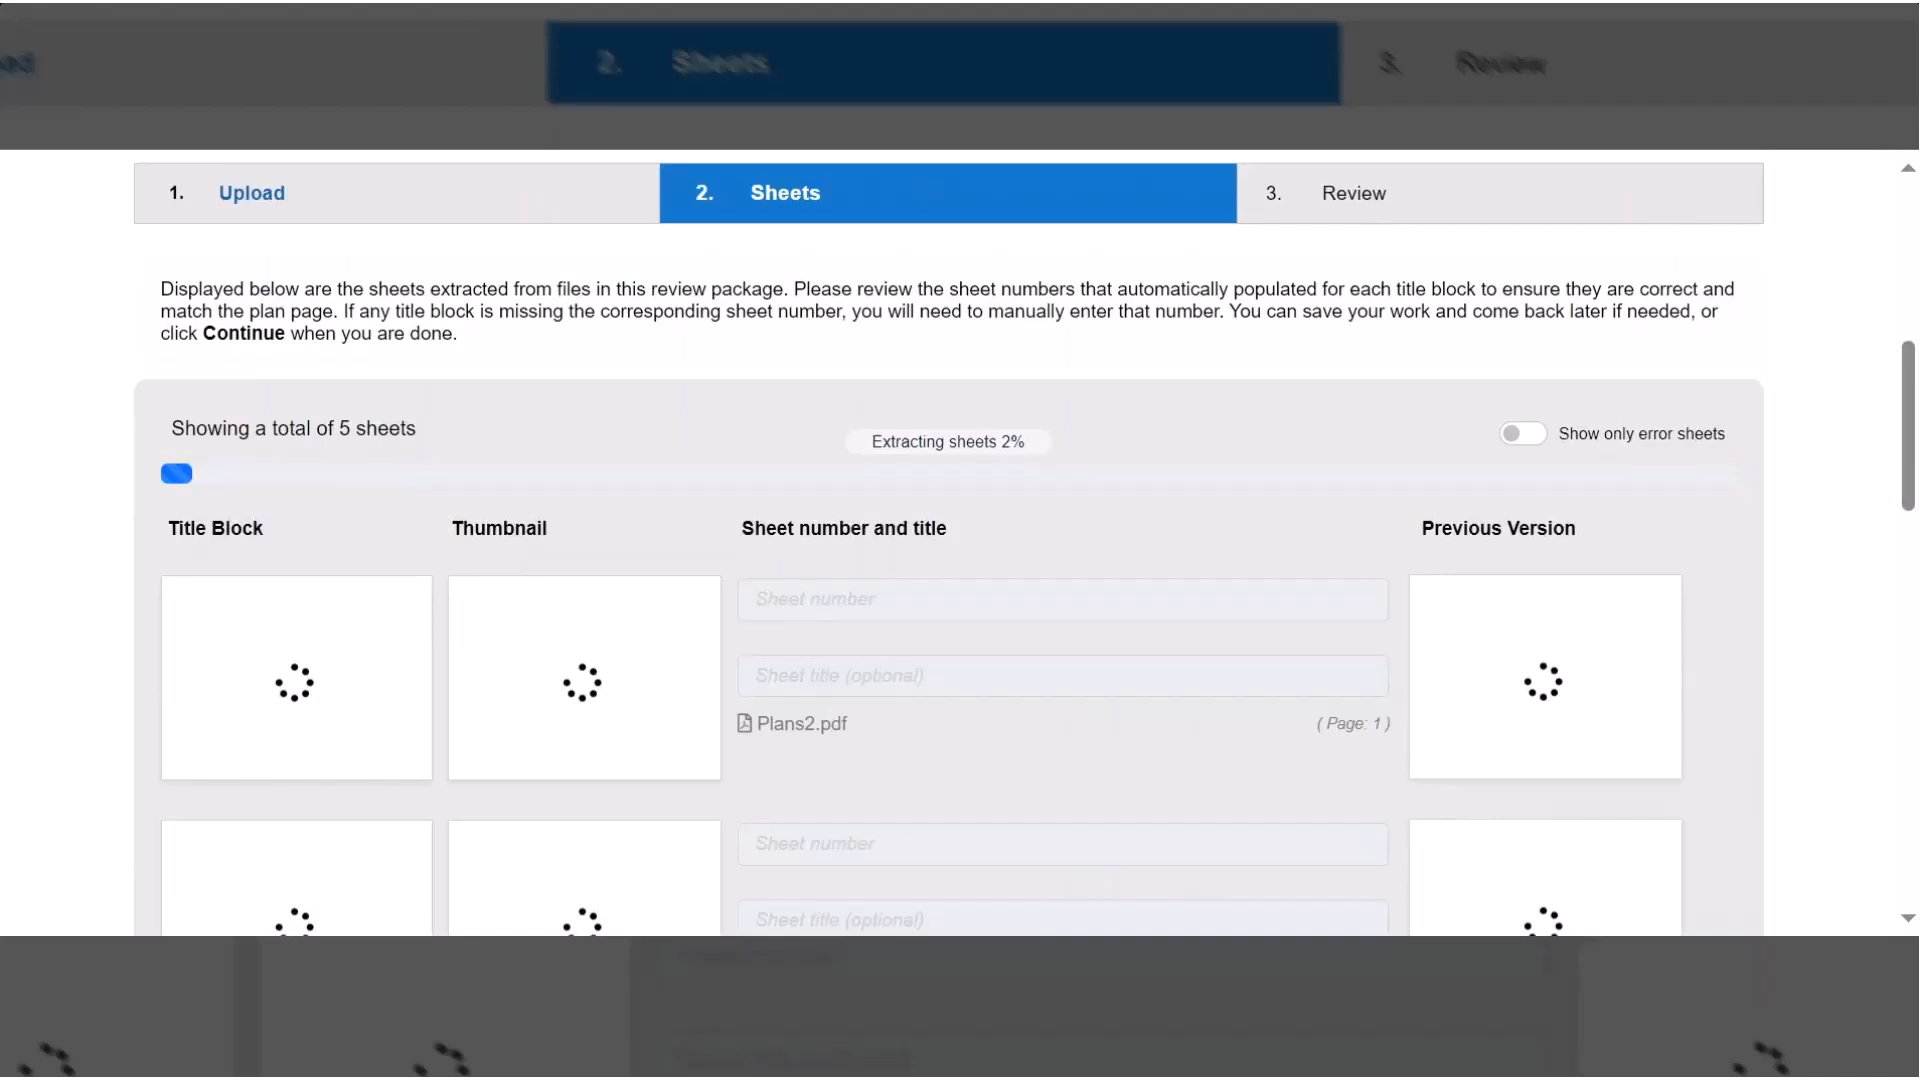 2. Sheets 3. Review
1. Upload 2. Sheets 3. Review
Displayed below are the sheets extracted from files in this review package. Please review the sheet numbers that automatically populated for each title block to ensure they are correct and
match the plan page. If any title block is missing the corresponding sheet number, you will need to manually enter that number. You can save your work and come back later if needed, or
click Continue when you are done.
Showing a total of 5 sheets
Extracting sheets 2%
Show only error sheets
Title Block Thumbnail Sheet number and title Previous Version
Sheet number
Sheet title (optional)
Plans2.pdf ( Page: 1 )
Sheet number
Sheet title (optional)